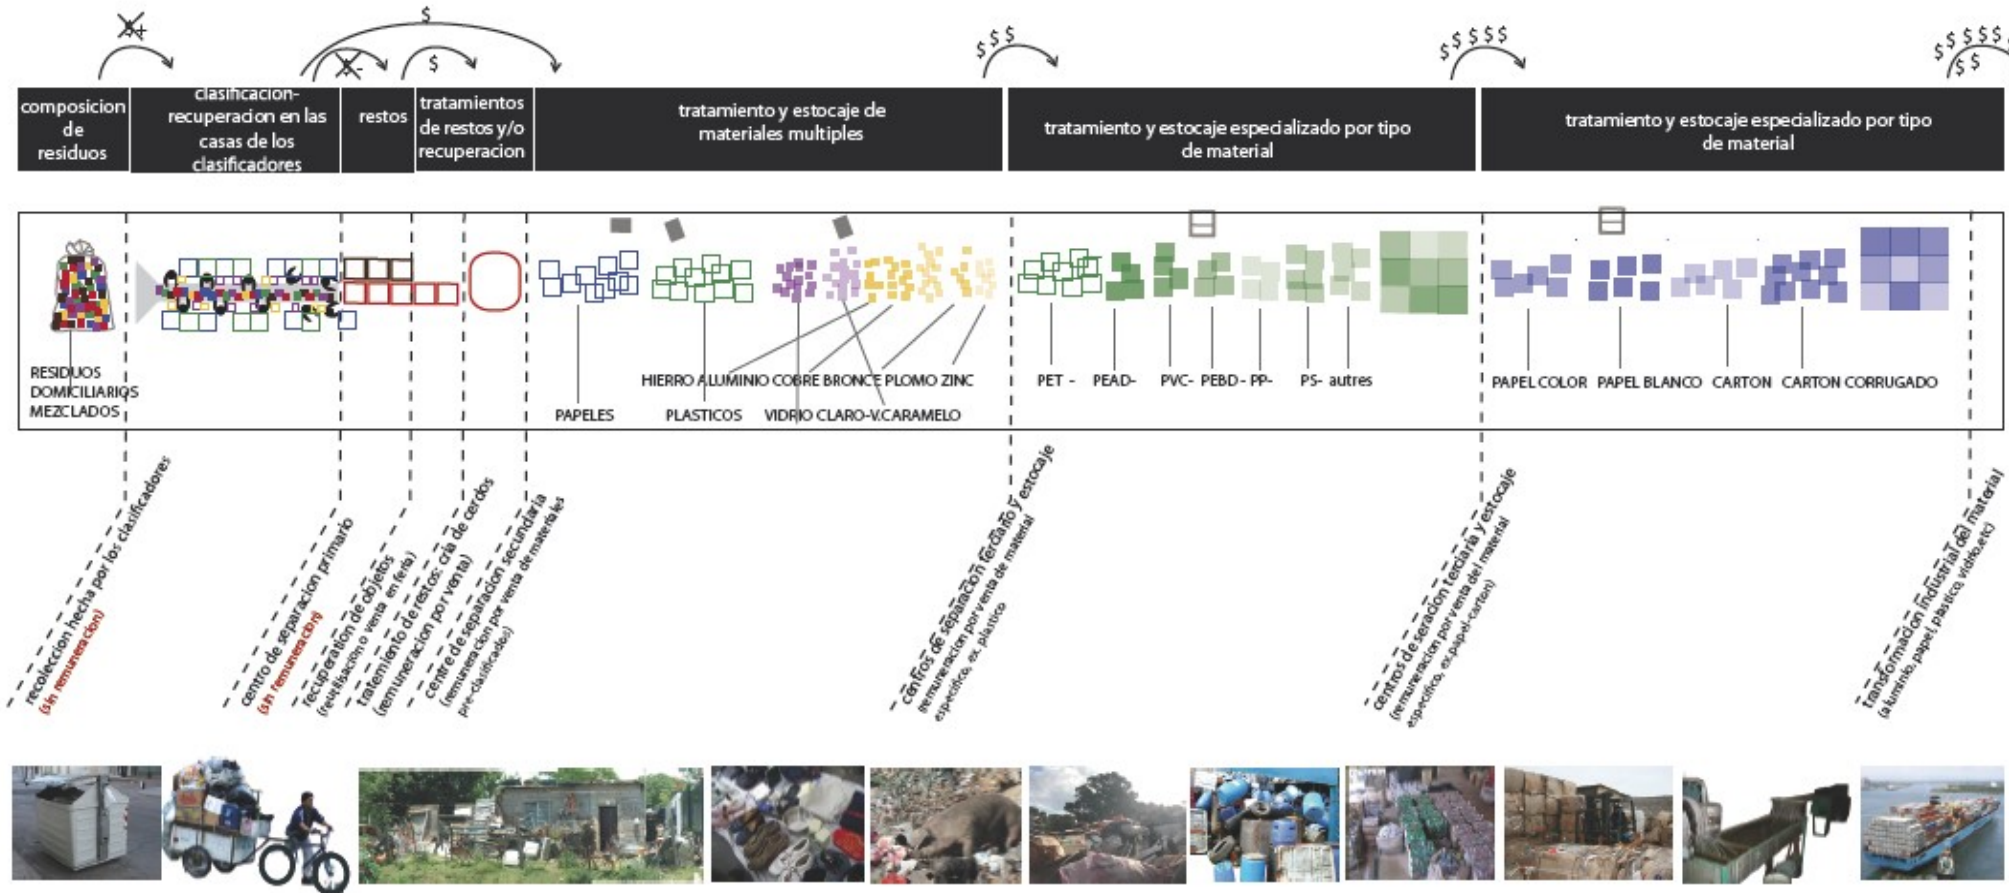 $+
$
$-
$
$ $ $
$ $ $ $ $
$ $ $ $ $
$ $
composicion
de
residuos
clasificacion-
recuperacion en las
casas de los
clasificadores
restos
tratamientos
de restos y/o
recuperacion
tratamiento y estocaje de
materiales multiples
tratamiento y estocaje especializado por tipo
de material
tratamiento y estocaje especializado por tipo
de material
RESIDUOS
DOMICILIARIOS
MEZCLADOS
HIERRO ALUMINIO COBRE BRONCE PLOMO ZINC
PAPELES
PLASTICOS
VIDRIO CLARO-V.CARAMELO
PET - PEAD- PVC- PEBD- PP- PS- autres
PAPEL COLOR PAPEL BLANCO CARTON CARTON CORRUGADO
recoleccion hecha por los clasificadores
(sin remuneracion)
centro de separacion primario
(sin remuneracion)
recuperation de objetos
(reutilisacion o venta en feria)
tratemiento de restos: cria de cerdos
(remuneracion por venta)
centre de separacion secundaria
(remuneracion por venta de materiales
pre-clasificados)
centros de separacion terciario y estocaje
(remuneracion por venta de material
especifico, ex. plastico
centros de seracion terciaria y estocaje
(remuneracion por venta del material
especifico, ex.papel-carton)
transformacion industrial del material
(aluminio, papel, plastico, vidrio,etc)